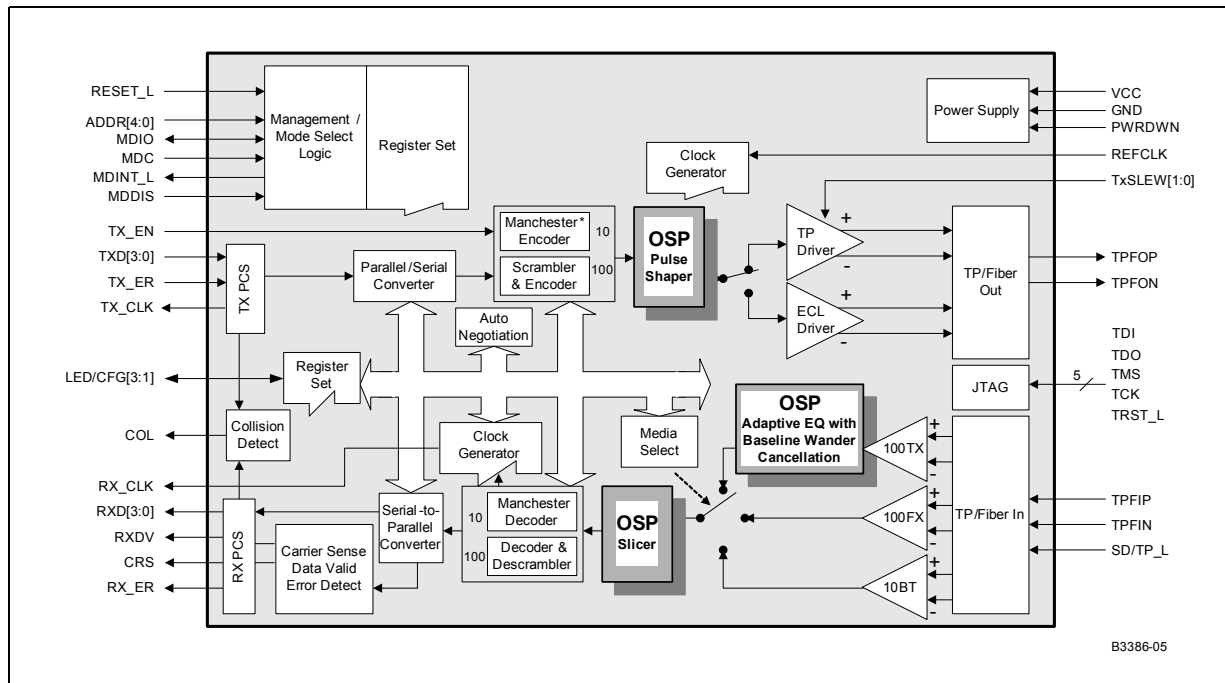 RESET_L
ADDR[4:0]
MDIO
MDC
MDINT_L
MDDIS
Management /
Mode Select
Logic
Register Set
Power Supply
VCC
GND
PWRDWN
REFCLK
TxSLEW[1:0]
Clock
Generator
TX_EN
TXD[3:0]
TX_ER
TX_CLK
TX PCS
Parallel/Serial
Converter
Manchester*
Encoder
10
Scrambler
& Encoder
100
OSP
Pulse
Shaper
TP
Driver
+
-
ECL
Driver
+
-
TP/Fiber
Out
TPFOP
TPFON
Auto
Negotiation
LED/CFG[3:1]
Register
Set
JTAG
5
TDI
TDO
TMS
TCK
TRST_L
COL
Collision
Detect
Clock
Generator
Media
Select
OSP
Adaptive EQ with
Baseline Wander
Cancellation
100TX
+
-
100FX
+
-
10BT
+
-
TP/Fiber In
TPFIP
TPFIN
SD/TP_L
RX_CLK
RXD[3:0]
RXDV
CRS
RX_ER
RX PCS
Carrier Sense
Data Valid
Error Detect
Serial-to-
Parallel
Converter
10
Manchester
Decoder
100
Decoder &
Descrambler
OSP
Slicer
B3386-05